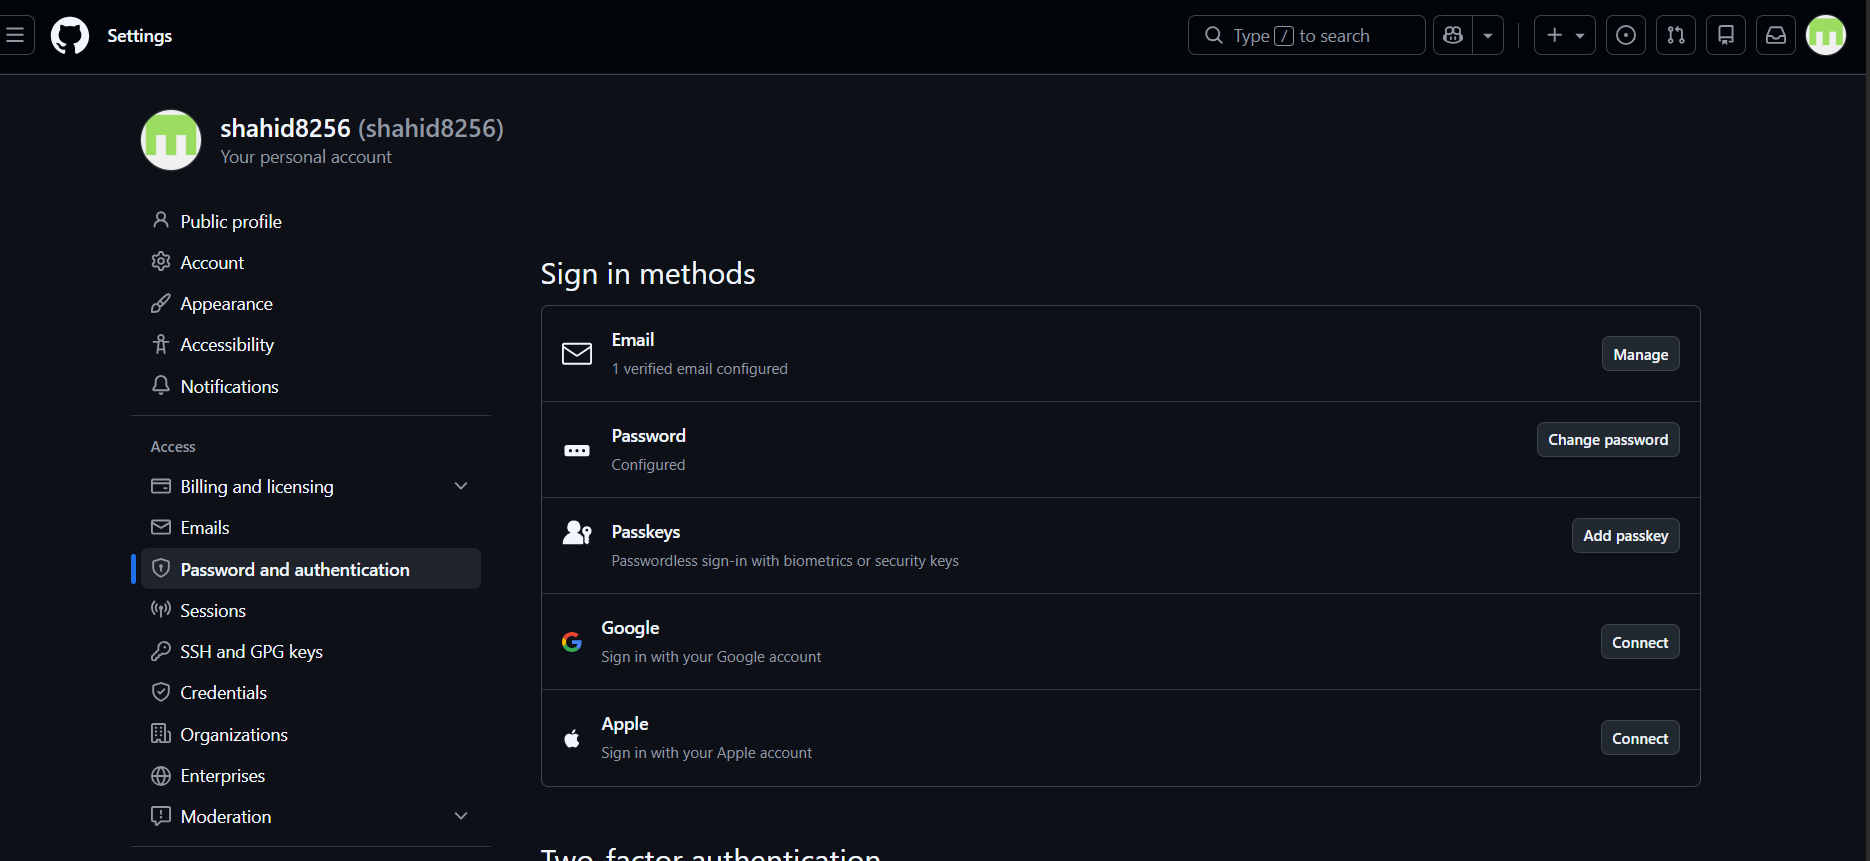 Settings
Type / to search
shahid8256 (shahid8256)
Your personal account
Public profile
Account
Appearance
Accessibility
Notifications
Access
Billing and licensing
Emails
Password and authentication
Sessions
SSH and GPG keys
Credentials
Organizations
Enterprises
Moderation
Sign in methods
Email
1 verified email configured
Manage
Password
Configured
Change password
Passkeys
Passwordless sign-in with biometrics or security keys
Add passkey
Google
Sign in with your Google account
Connect
Apple
Sign in with your Apple account
Connect
Two-factor authentication